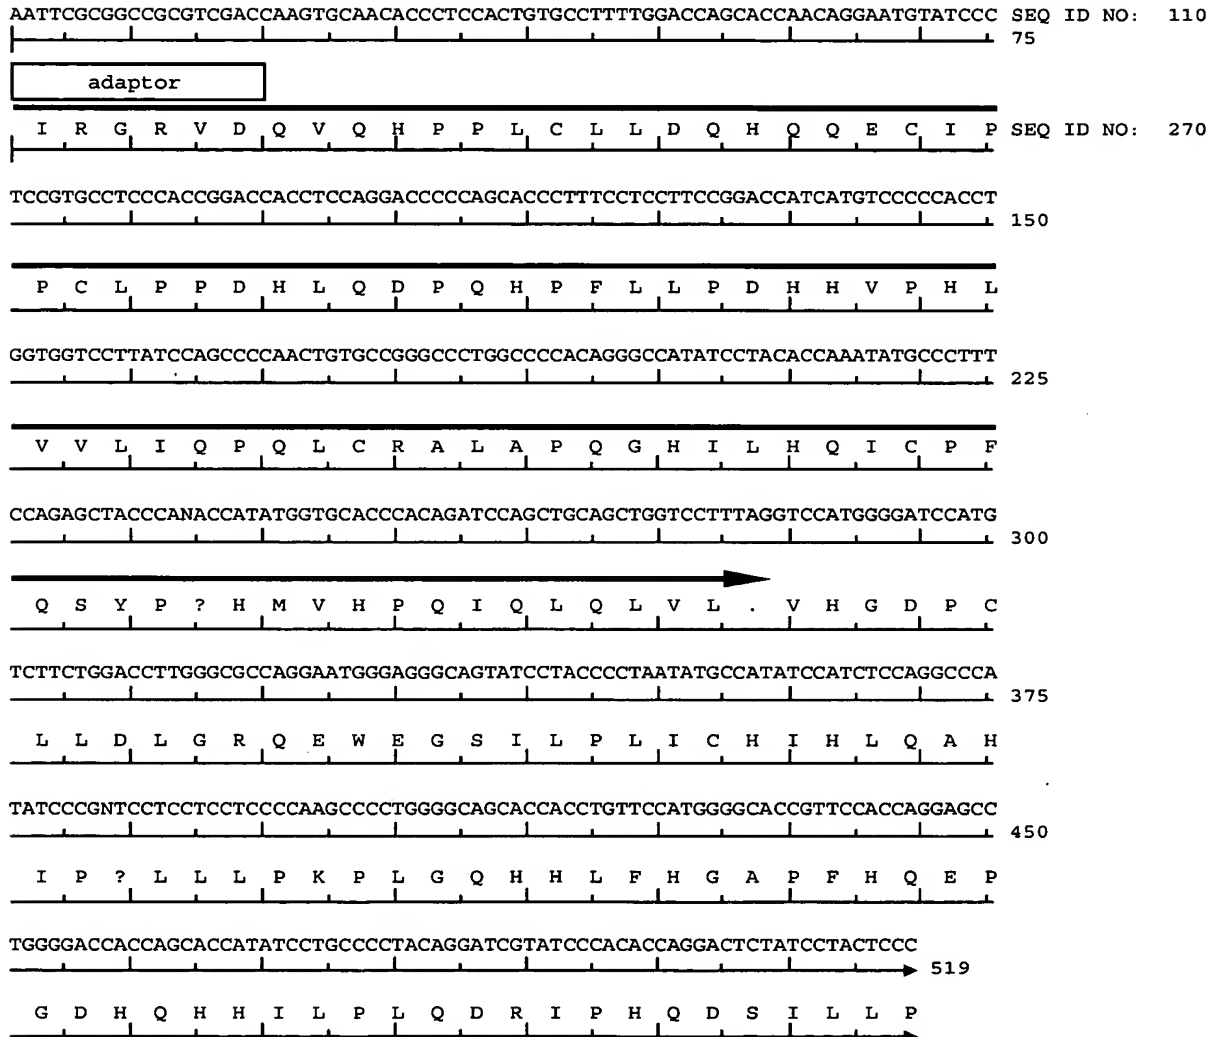 AATTCGCGGCCGCGTCGACCAAGTGCAACACCCTCCACTGTGCCTTTTGGACCAGCACCAACAGGAATGTATCCC SEQ ID NO: 110
75
adaptor
I R G R V D Q V Q H P P L C L L D Q H Q Q E C I P SEQ ID NO: 270
TCCGTGCCTCCCACCGGACCACCTCCAGGACCCCCAGCACCCTTTCCTCCTTCCGGACCATCATGTCCCCCACCT
150
P C L P P D H L Q D P Q H P F L L P D H H V P H L
GGTGGTCCTTATCCAGCCCCAACTGTGCCGGGCCCTGGCCCCACAGGGCCATATCCTACACCAAATATGCCCTTT
225
V V L I Q P Q L C R A L A P Q G H I L H Q I C P F
CCAGAGCTACCCANACCATATGGTGCACCCACAGATCCAGCTGCAGCTGGTCCTTTAGGTCCATGGGGATCCATG
300
Q S Y P ? H M V H P Q I Q L Q L V L . V H G D P C
TCTTCTGGACCTTGGGCGCCAGGAATGGGAGGGCAGTATCCTACCCCTAATATGCCATATCCATCTCCAGGCCCA
375
L L D L G R Q E W E G S I L P L I C H I H L Q A H
TATCCCGNTCCTCCTCCTCCCCAAGCCCCTGGGGCAGCACCACCTGTTCCATGGGGCACCGTTCCACCAGGAGCC
450
I P ? L L L P K P L G Q H H L F H G A P F H Q E P
TGGGGACCACCAGCACCATATCCTGCCCCTACAGGATCGTATCCCACACCAGGACTCTATCCTACTCCC
519
G D H Q H H I L P L Q D R I P H Q D S I L L P